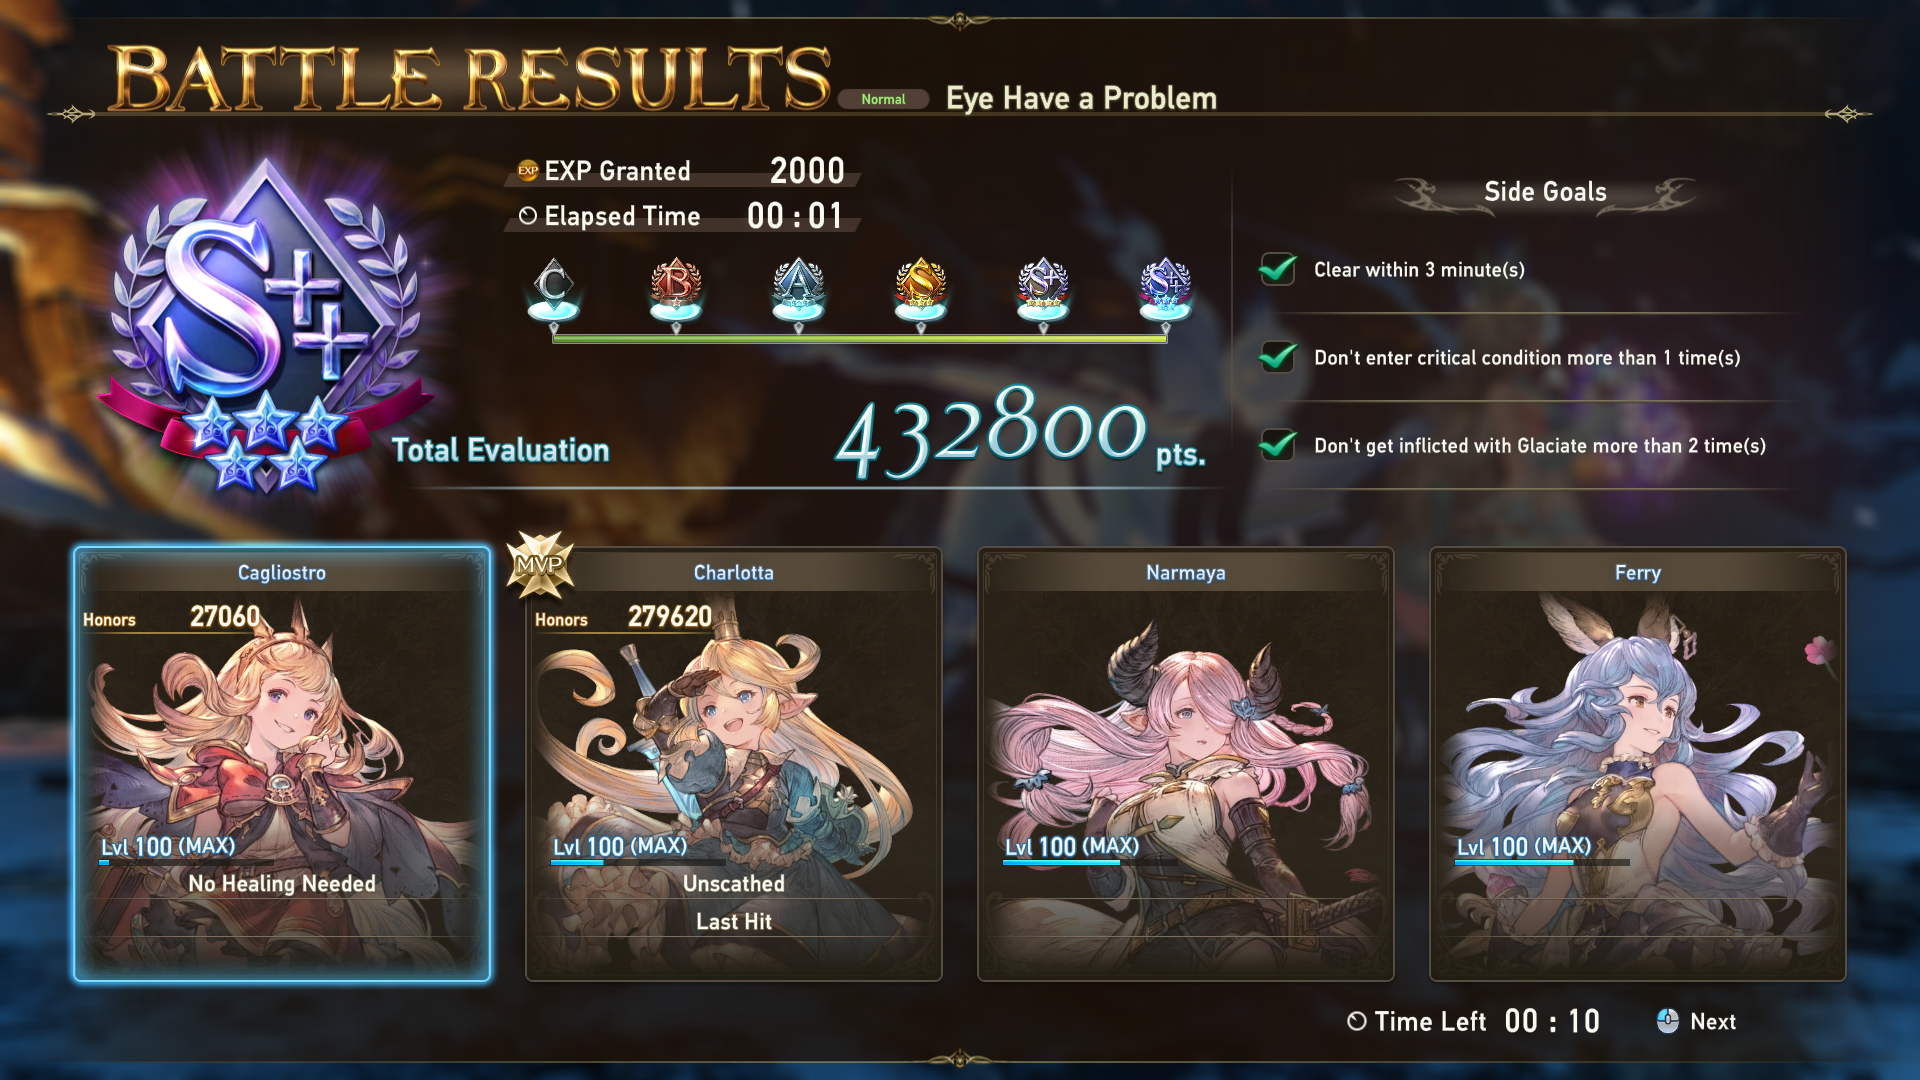 BATTLE RESULTS
Normal
Eye Have a Problem
S++
EXP EXP Granted 2000
Elapsed Time 00:01
C B A S S+ S++
Total Evaluation 432800 pts.
Side Goals
Clear within 3 minute(s)
Don't enter critical condition more than 1 time(s)
Don't get inflicted with Glaciate more than 2 time(s)
Cagliostro
Honors 27060
Lvl 100 (MAX)
No Healing Needed
MVP
Charlotta
Honors 279620
Lvl 100 (MAX)
Unscathed
Last Hit
Narmaya
Lvl 100 (MAX)
Ferry
Lvl 100 (MAX)
Time Left 00:10
Next